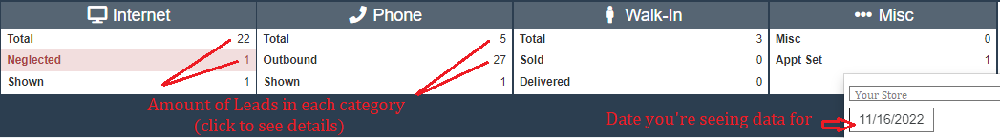 Internet
Phone
Walk-In
Misc
Total 22
Total 5
Total 3
Misc 0
Neglected 1
Outbound 27
Sold 0
Appt Set 1
Shown 1
Shown 1
Delivered 0
Amount of Leads in each category
(click to see details)
Your Store
Date you're seeing data for
11/16/2022